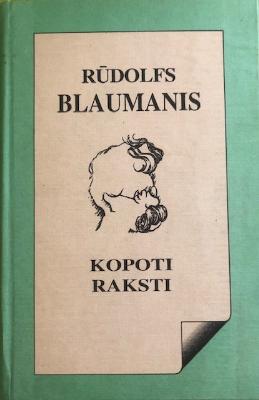 RŪDOLFS
BLAUMANIS
KOPOTI
RAKSTI